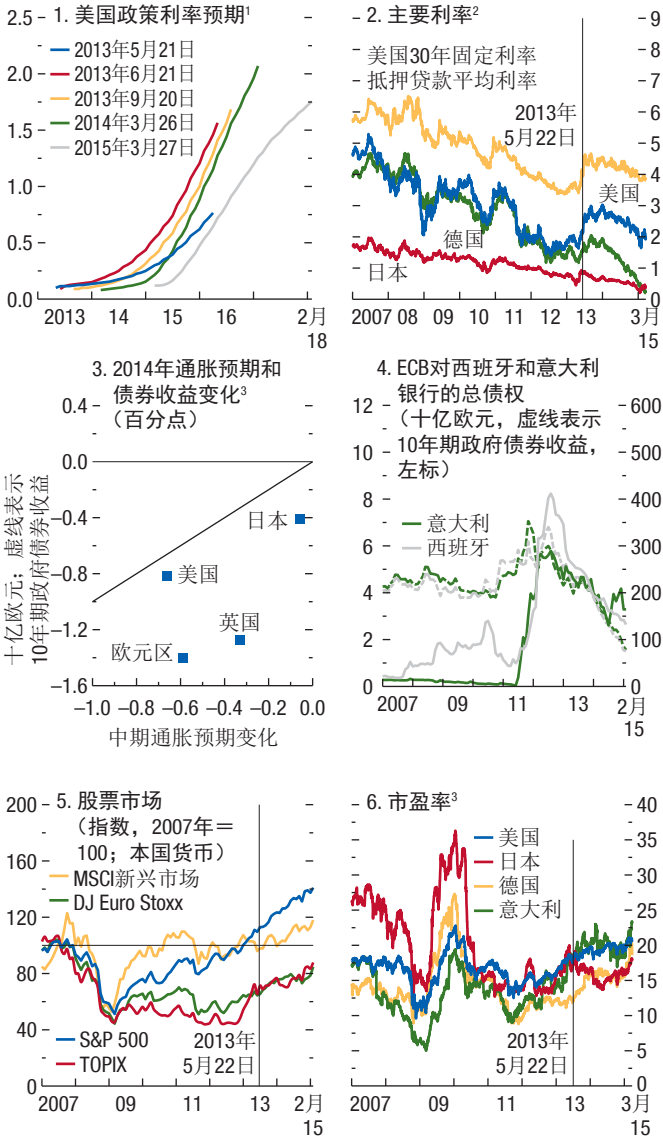 1. 美国政策利率预期1
2013年5月21日
2013年6月21日
2013年9月20日
2014年3月26日
2015年3月27日
2.5
2.0
1.5
1.0
0.5
0.0
2013 14 15 16 2月
18
2. 主要利率2
美国30年固定利率
抵押贷款平均利率
2013年
5月22日
美国
德国
日本
9
8
7
6
5
4
3
2
1
0
2007 08 09 10 11 12 13 3月
15
3. 2014年通胀预期和
债券收益变化3
（百分点）
十亿欧元；虚线表示
10年期政府债券收益
0.4
0.0
–0.4
–0.8
–1.2
–1.6
日本
美国
英国
欧元区
–1.0 –0.8 –0.6 –0.4 –0.2 0.0
中期通胀预期变化
4. ECB对西班牙和意大利
银行的总债权
（十亿欧元，虚线表示
10年期政府债券收益，
左标）
意大利
西班牙
12
10
8
6
4
2
0
600
500
400
300
200
100
0
2007 09 11 13 2月
15
5. 股票市场
（指数，2007年＝
100；本国货币）
MSCI新兴市场
DJ Euro Stoxx
S&P 500
TOPIX
2013年
5月22日
200
180
160
140
120
100
80
60
40
20
0
2007 09 11 13 2月
15
6. 市盈率3
美国
日本
德国
意大利
2013年
5月22日
40
35
30
25
20
15
10
5
0
2007 09 11 13 3月
15